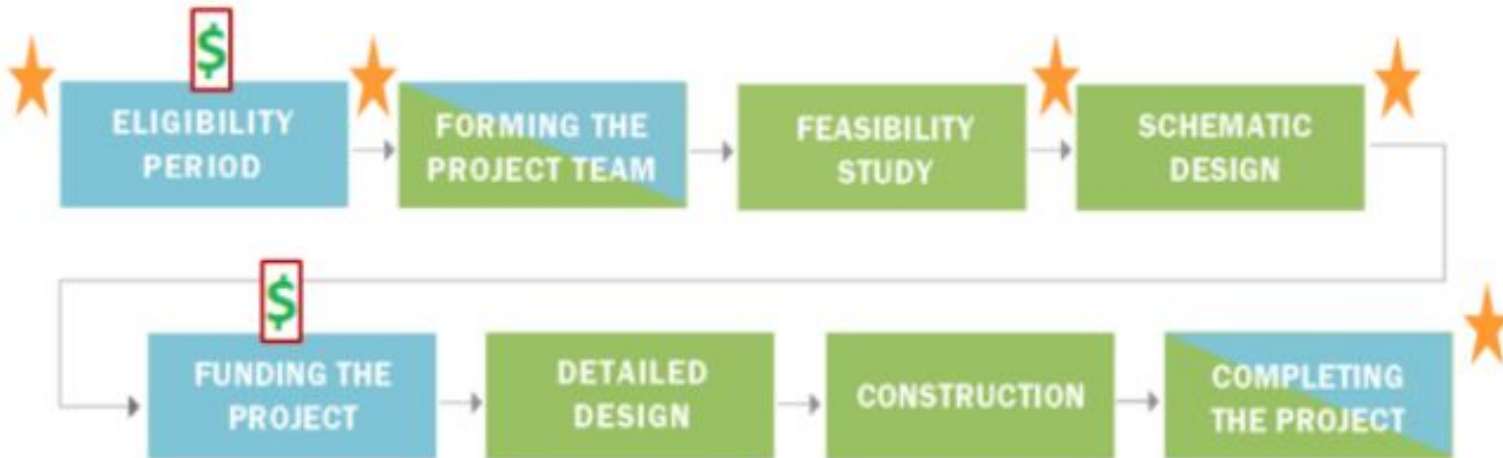 $
ELIGIBILITY
PERIOD
FORMING THE
PROJECT TEAM
FEASIBILITY
STUDY
SCHEMATIC
DESIGN
$
FUNDING THE
PROJECT
DETAILED
DESIGN
CONSTRUCTION
COMPLETING
THE PROJECT